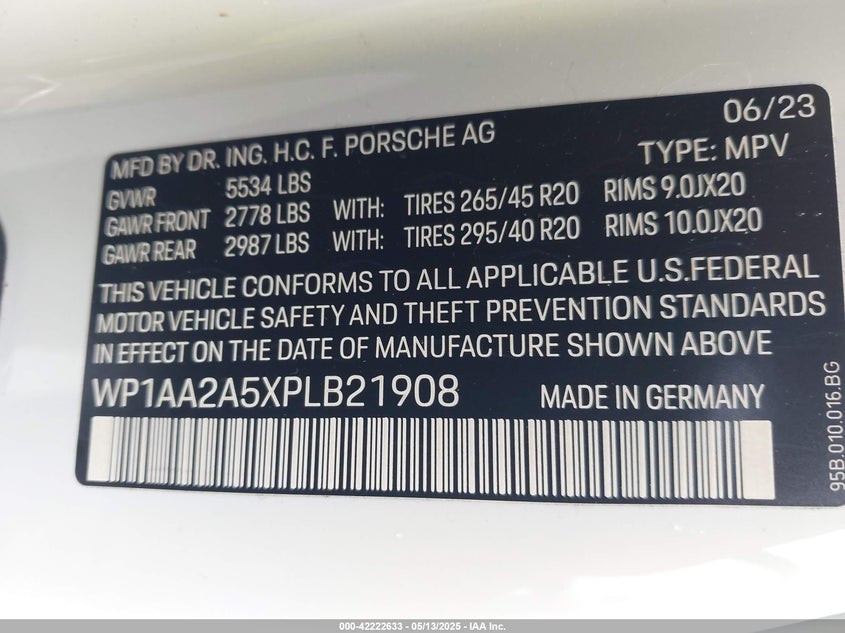 06/23
MFD BY DR. ING. H.C. F. PORSCHE AG
TYPE: MPV
GVWR 5534 LBS
GAWR FRONT 2778 LBS WITH: TIRES 265/45 R20 RIMS 9.0JX20
GAWR REAR 2987 LBS WITH: TIRES 295/40 R20 RIMS 10.0JX20
THIS VEHICLE CONFORMS TO ALL APPLICABLE U.S.FEDERAL
MOTOR VEHICLE SAFETY AND THEFT PREVENTION STANDARDS
IN EFFECT ON THE DATE OF MANUFACTURE SHOWN ABOVE
WP1AA2A5XPLB21908 MADE IN GERMANY
95B.010.016.BG
000-42222633 - 05/13/2025 - IAA Inc.